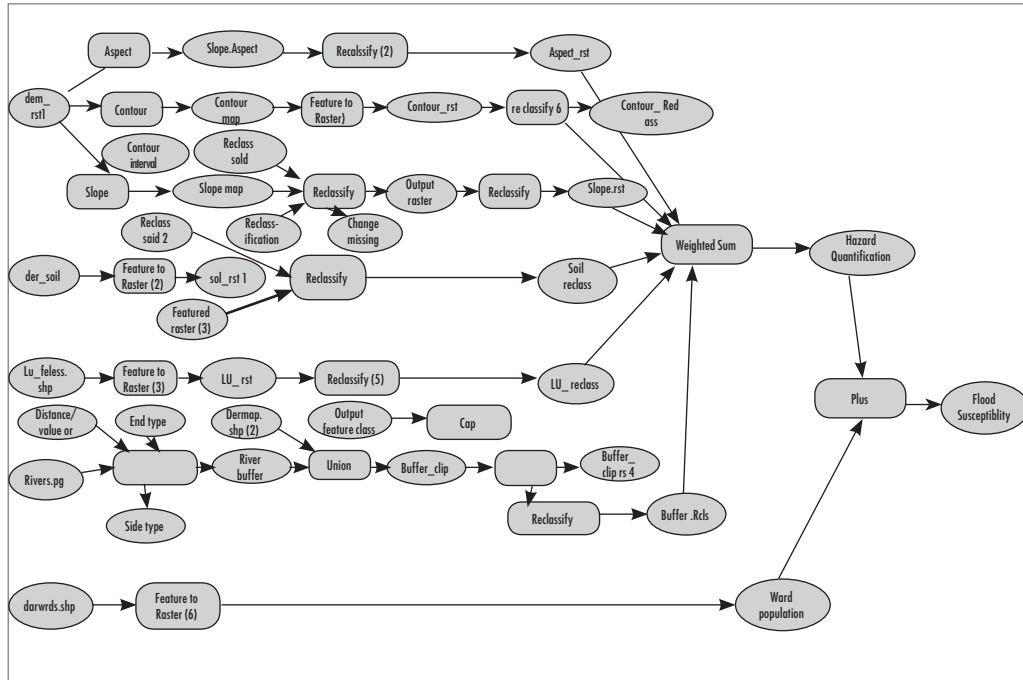 Aspect
Slope.Aspect
Recalssify (2)
Aspect_rst
dem_
rst1
Contour
Contour
map
Feature to
Raster)
Contour_rst
re classify 6
Contour_ Red
ass
Contour
interval
Reclass
sold
Slope
Slope map
Reclassify
Output
raster
Reclassify
Slope.rst
Reclass
said 2
Reclass-
ification
Change
missing
Weighted Sum
Hazard
Quantification
der_soil
Feature to
Raster (2)
sol_rst 1
Reclassify
Soil
reclass
Featured
raster (3)
Lu_feless.
shp
Feature to
Raster (3)
LU_ rst
Reclassify (5)
LU_ reclass
Plus
Flood
Susceptiblity
Distance/
value or
End type
Dermap.
shp (2)
Output
feature class
Cap
Rivers.pg
River
buffer
Union
Buffer_clip
Buffer_
clip rs 4
Side type
Reclassify
Buffer .Rcls
darwrds.shp
Feature to
Raster (6)
Ward
population